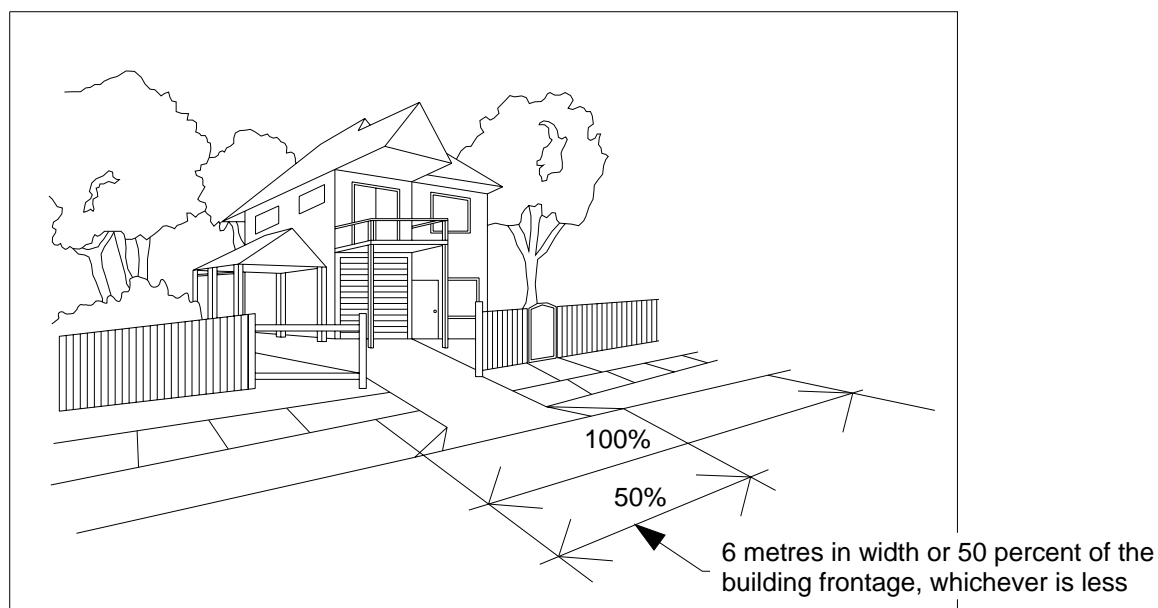 100%
50%
6 metres in width or 50 percent of the
building frontage, whichever is less